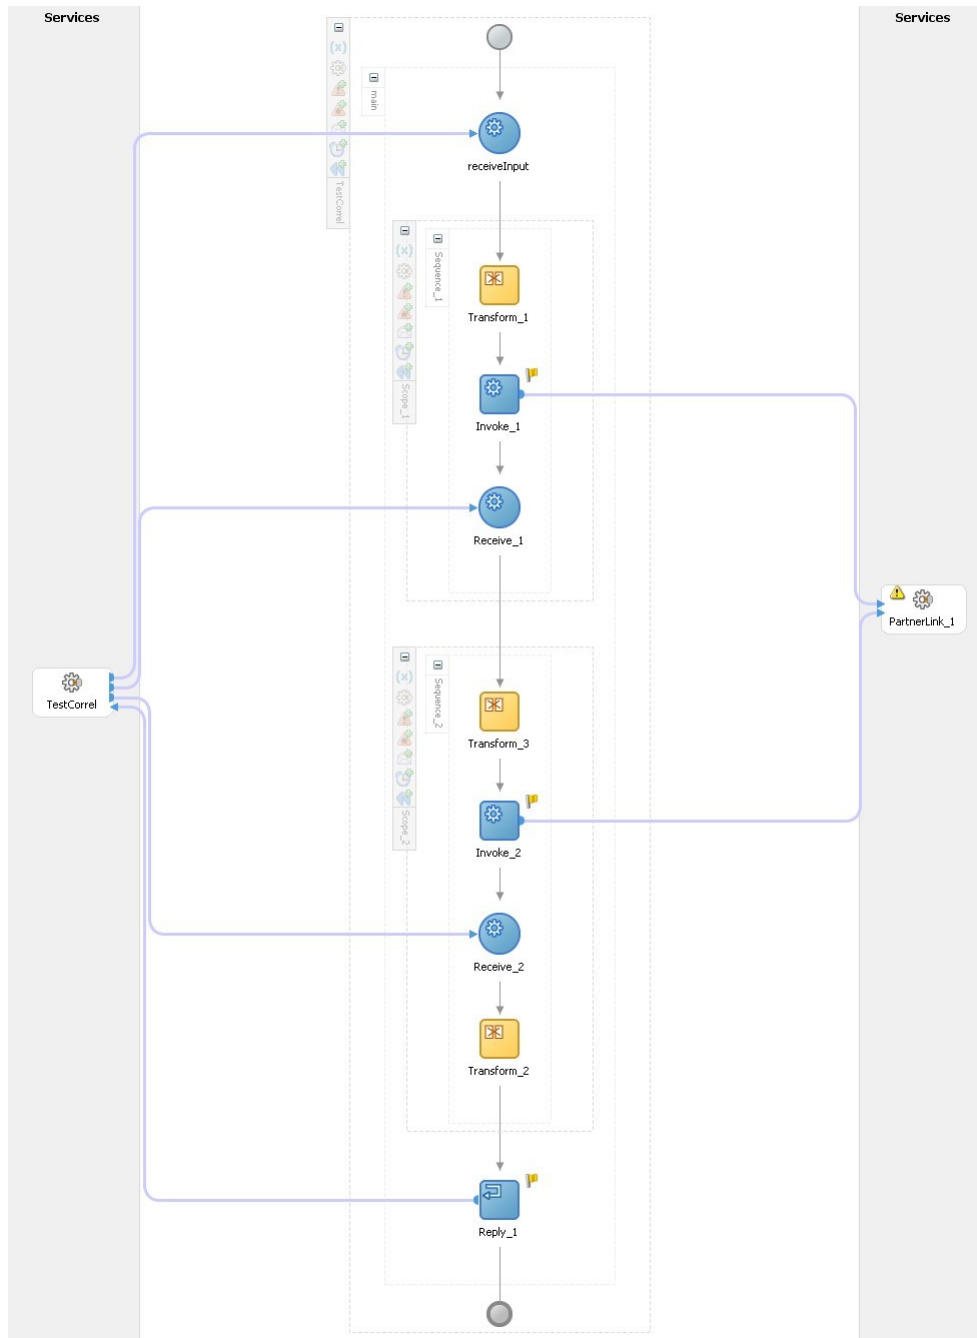 Services
Services
main
receiveInput
TestCorrel
Sequence_1
Transform_1
Invoke_1
Scope_1
Receive_1
PartnerLink_1
TestCorrel
Sequence_2
Transform_3
Invoke_2
Scope_2
Receive_2
Transform_2
Reply_1